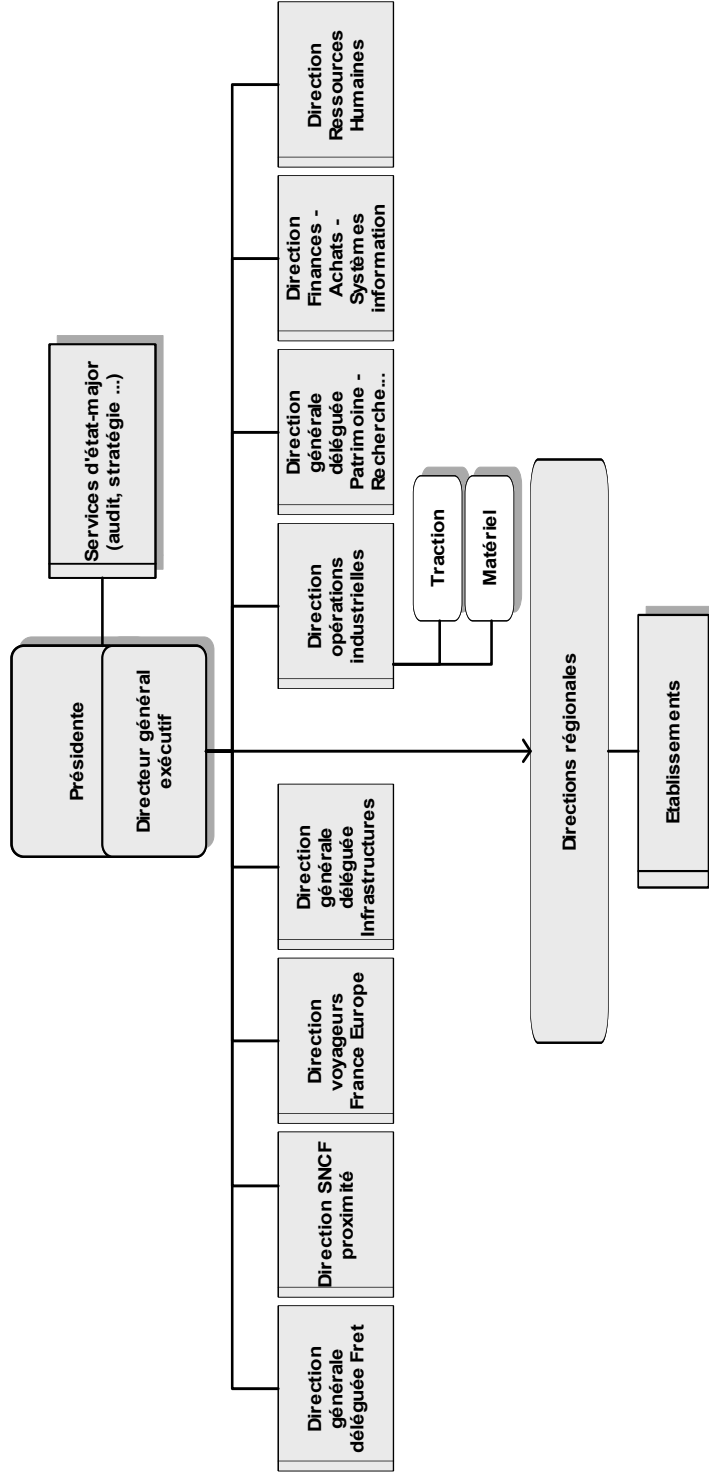 Présidente
Directeur général
exécutif
Services d'état-major
(audit, stratégie ...)
Direction
générale
déléguée Fret
Direction SNCF
proximité
Direction
voyageurs
France Europe
Direction
générale
déléguée
Infrastructures
Direction
opérations
industrielles
Direction
générale
déléguée
Patrimoine -
Recherche...
Direction
Finances -
Achats -
Systèmes
information
Direction
Ressources
Humaines
Traction
Matériel
Directions régionales
Etablissements